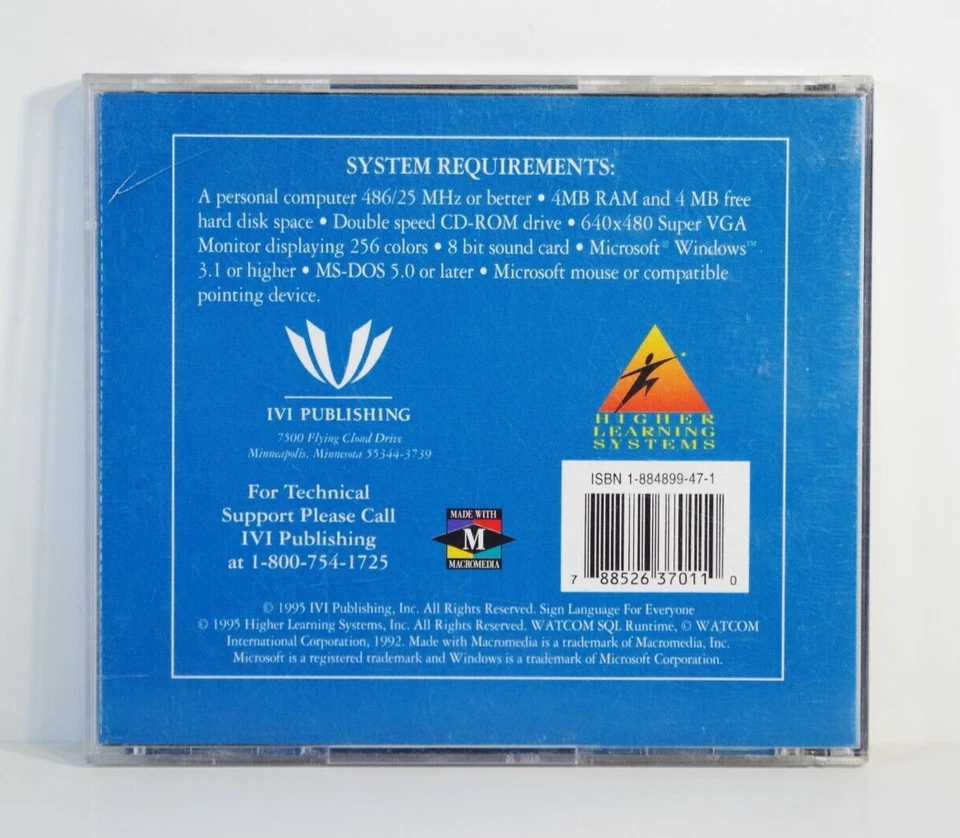 SYSTEM REQUIREMENTS:
A personal computer 486/25 MHz or better • 4MB RAM and 4 MB free
hard disk space • Double speed CD-ROM drive • 640x480 Super VGA
Monitor displaying 256 colors • 8 bit sound card • Microsoft® Windows™
3.1 or higher • MS-DOS 5.0 or later • Microsoft mouse or compatible
pointing device.
IVI PUBLISHING
7500 Flying Cloud Drive
Minneapolis, Minnesota 55344-3739
HIGHER
LEARNING
SYSTEMS
For Technical
Support Please Call
IVI Publishing
at 1-800-754-1725
MADE WITH
M
MACROMEDIA
ISBN 1-884899-47-1
7 88526 37011 0
© 1995 IVI Publishing, Inc. All Rights Reserved. Sign Language For Everyone
© 1995 Higher Learning Systems, Inc. All Rights Reserved. WATCOM SQL Runtime, © WATCOM
International Corporation, 1992. Made with Macromedia is a trademark of Macromedia, Inc.
Microsoft is a registered trademark and Windows is a trademark of Microsoft Corporation.